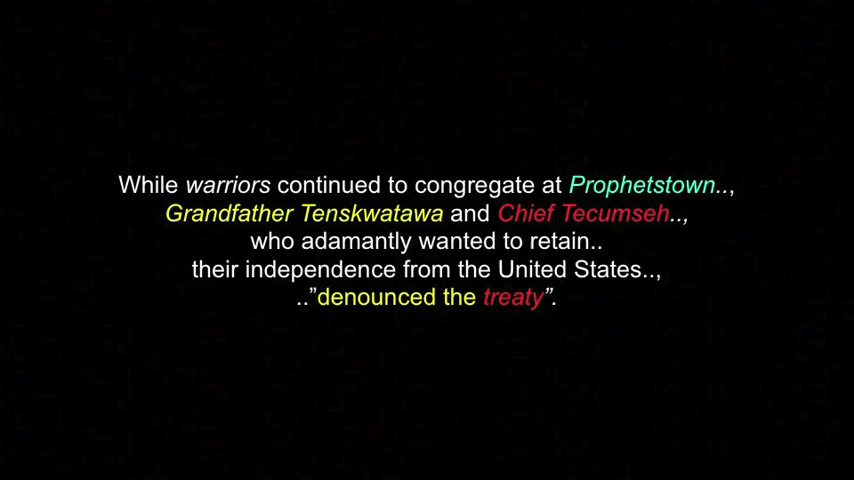 While warriors continued to congregate at Prophetstown..,
Grandfather Tenskwatawa and Chief Tecumseh..,
who adamantly wanted to retain..
their independence from the United States..,
..”denounced the treaty”.